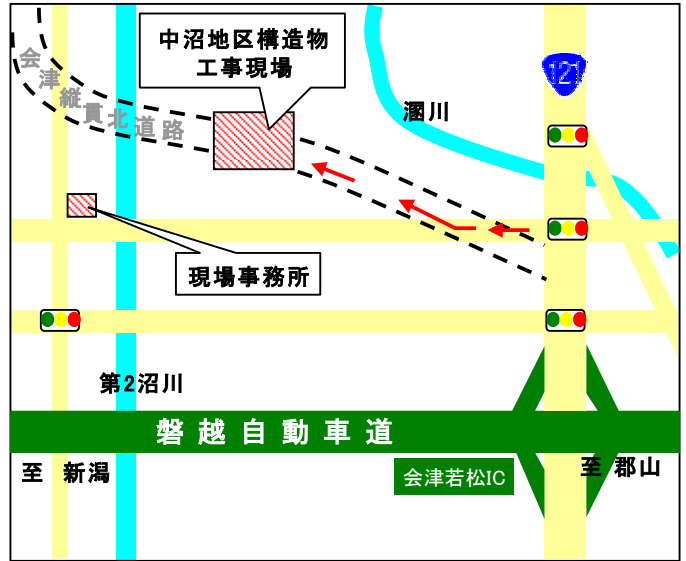 中沼地区構造物
工事現場
121
会津縦貫北道路
溷川
現場事務所
第2沼川
磐越自動車道
至 新潟
会津若松IC
至 郡山